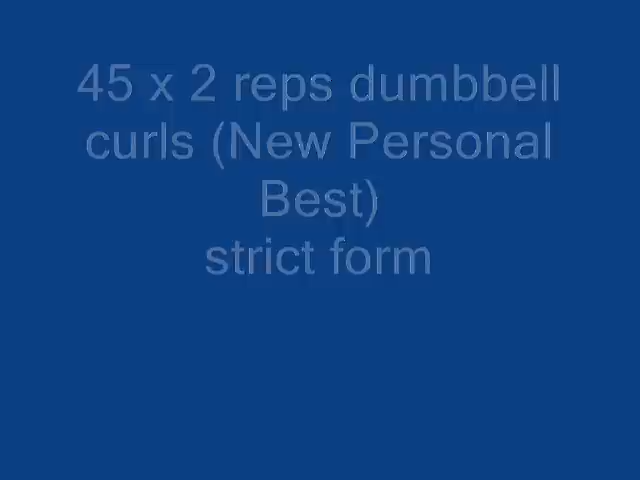 45 x 2 reps dumbbell
curls (New Personal
Best)
strict form